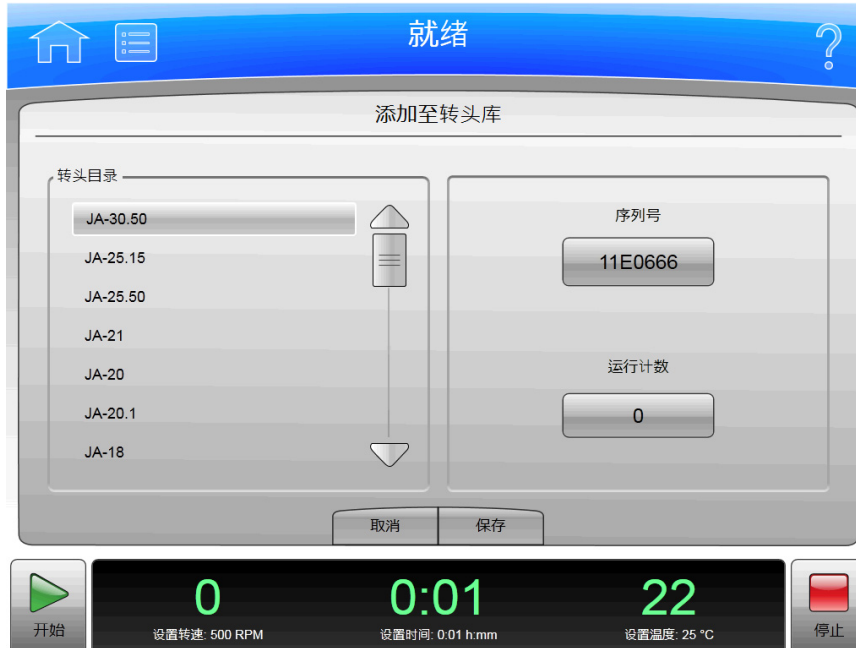 就绪
?
添加至转头库
转头目录
JA-30.50
JA-25.15
JA-25.50
JA-21
JA-20
JA-20.1
JA-18
序列号
11E0666
运行计数
0
取消
保存
开始
0
设置转速: 500 RPM
0:01
设置时间: 0:01 h:mm
22
设置温度: 25 °C
停止